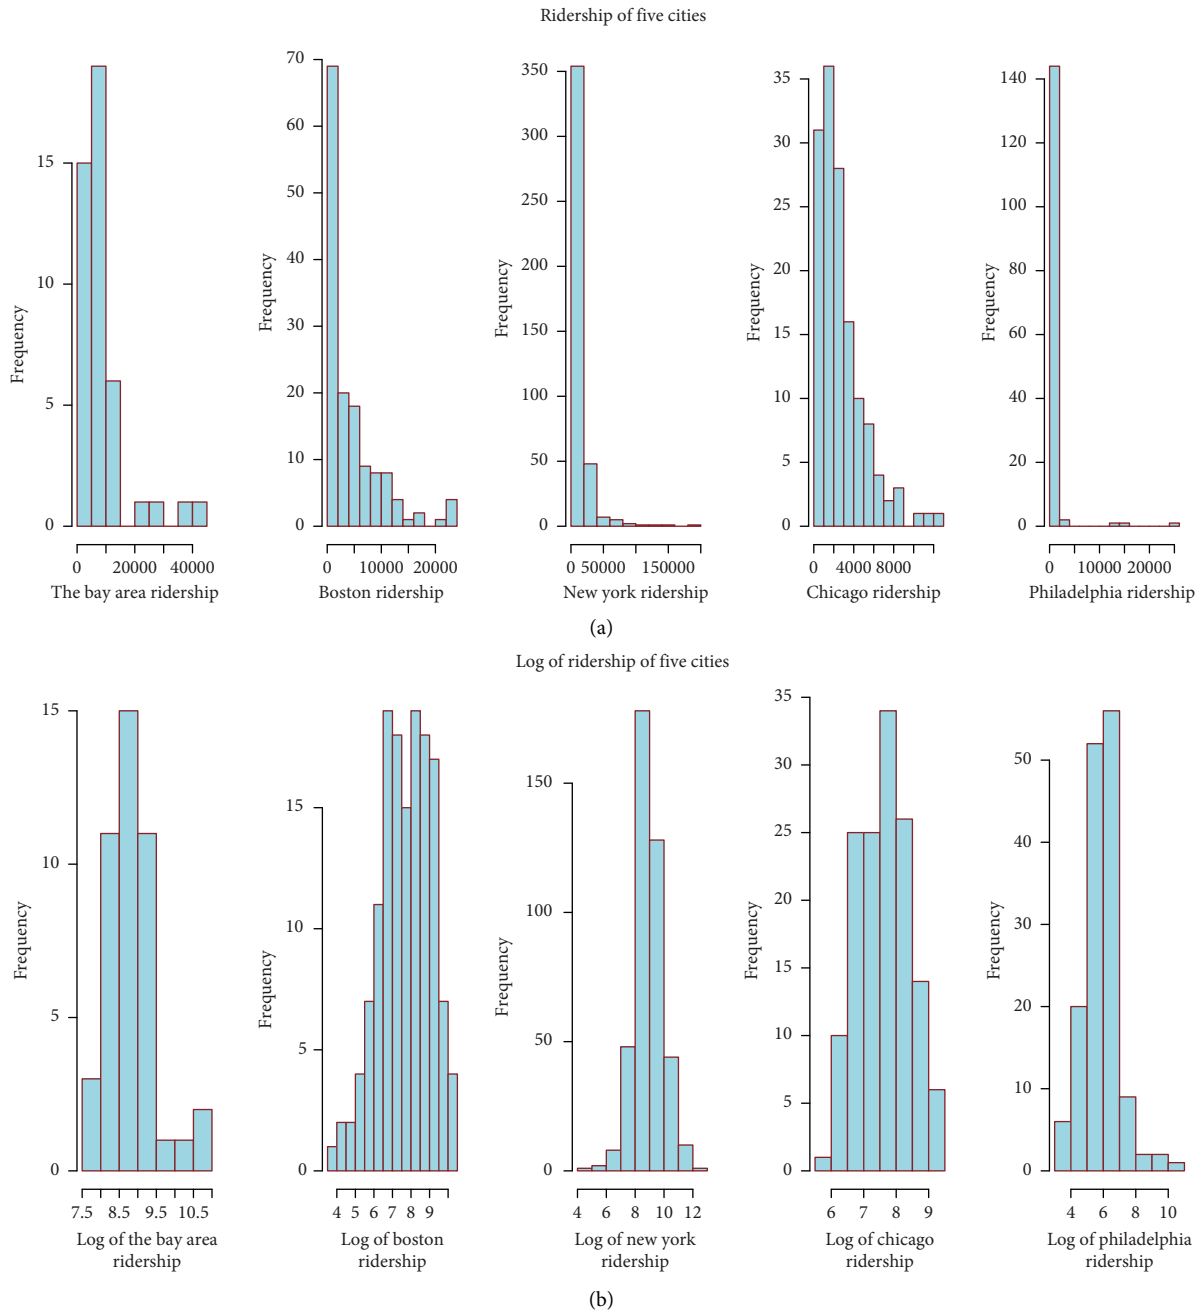 Ridership of five cities
Frequency
15
10
5
0
0 20000 40000
The bay area ridership
Frequency
70
60
50
40
30
20
10
0
0 10000 20000
Boston ridership
Frequency
350
300
250
200
150
100
50
0
0 50000 150000
New york ridership
Frequency
35
30
25
20
15
10
5
0
0 4000 8000
Chicago ridership
Frequency
140
120
100
80
60
40
20
0
0 10000 20000
Philadelphia ridership
(a)
Log of ridership of five cities
Frequency
15
10
5
0
7.5 8.5 9.5 10.5
Log of the bay area
ridership
Frequency
15
10
5
0
4 5 6 7 8 9
Log of boston
ridership
Frequency
150
100
50
0
4 6 8 10 12
Log of new york
ridership
Frequency
35
30
25
20
15
10
5
0
6 7 8 9
Log of chicago
ridership
Frequency
50
40
30
20
10
0
4 6 8 10
Log of philadelphia
ridership
(b)